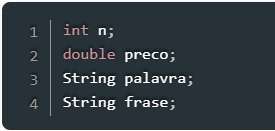 1 int n;
2 double preco;
3 String palavra;
4 String frase;